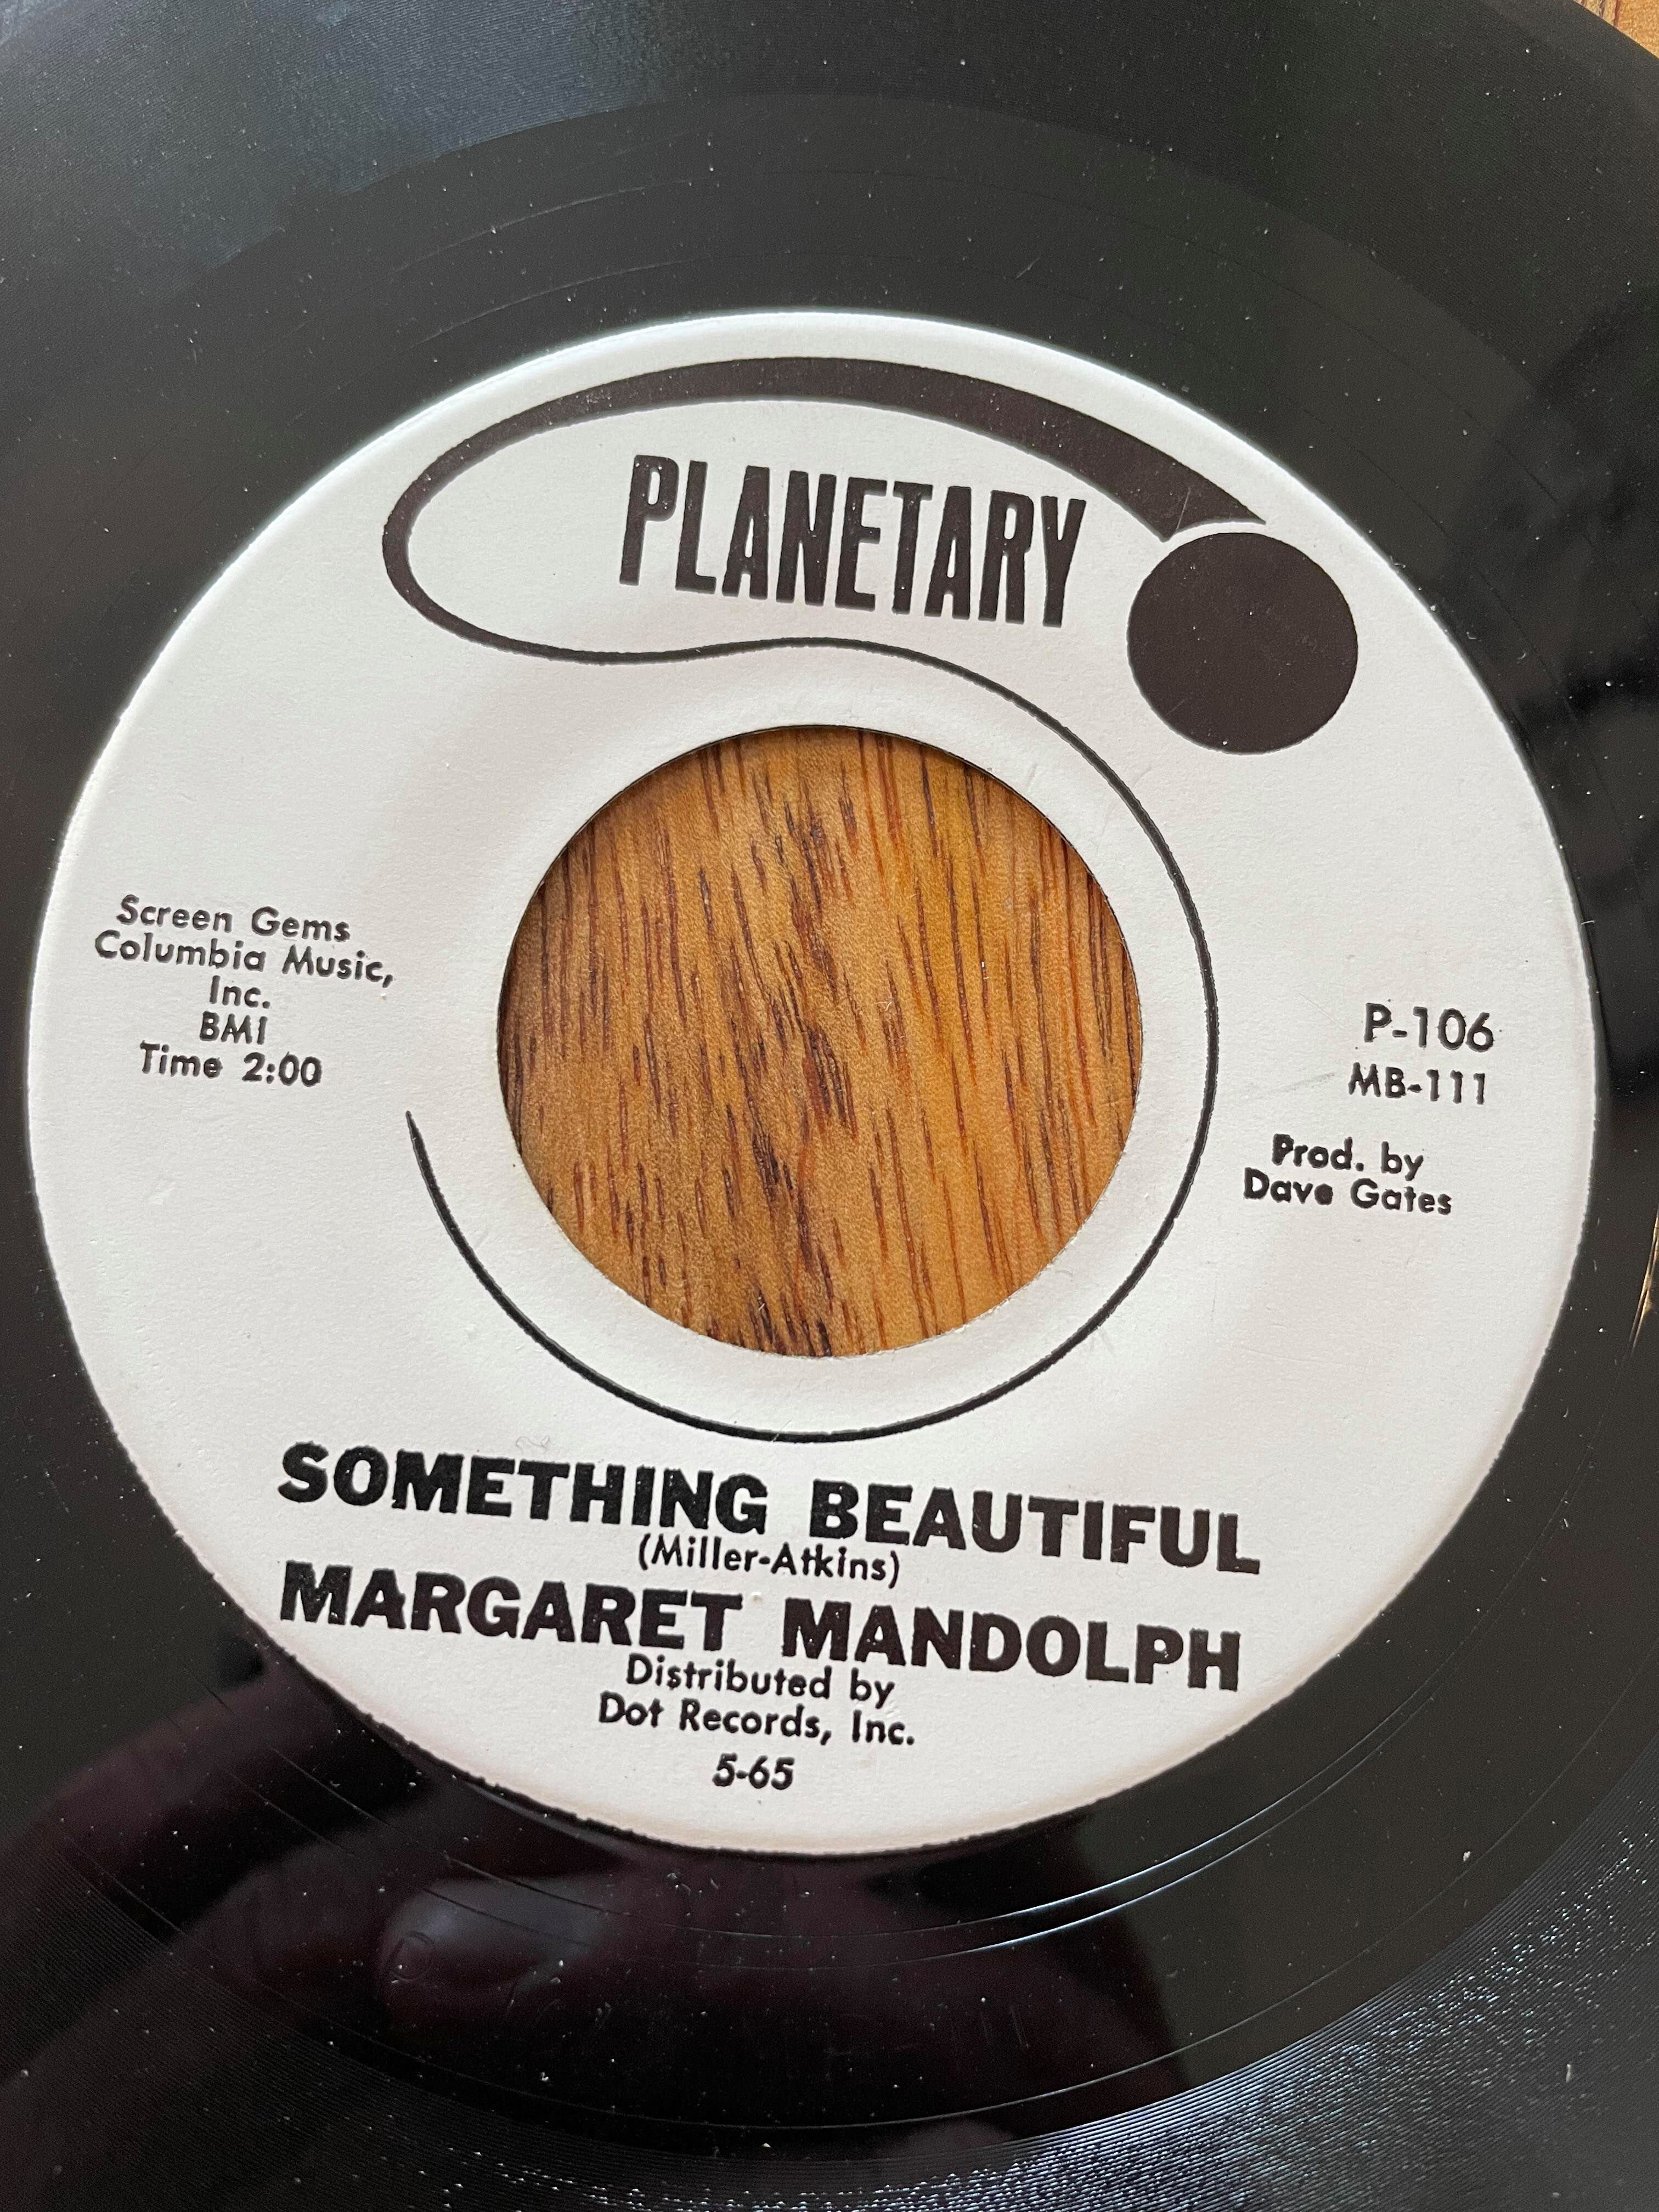 PLANETARY
Screen Gems
Columbia Music,
Inc.
BMI
Time 2:00
P-106
MB-111
Prod. by
Dave Gates
SOMETHING BEAUTIFUL
(Miller-Atkins)
MARGARET MANDOLPH
Distributed by
Dot Records, Inc.
5-65